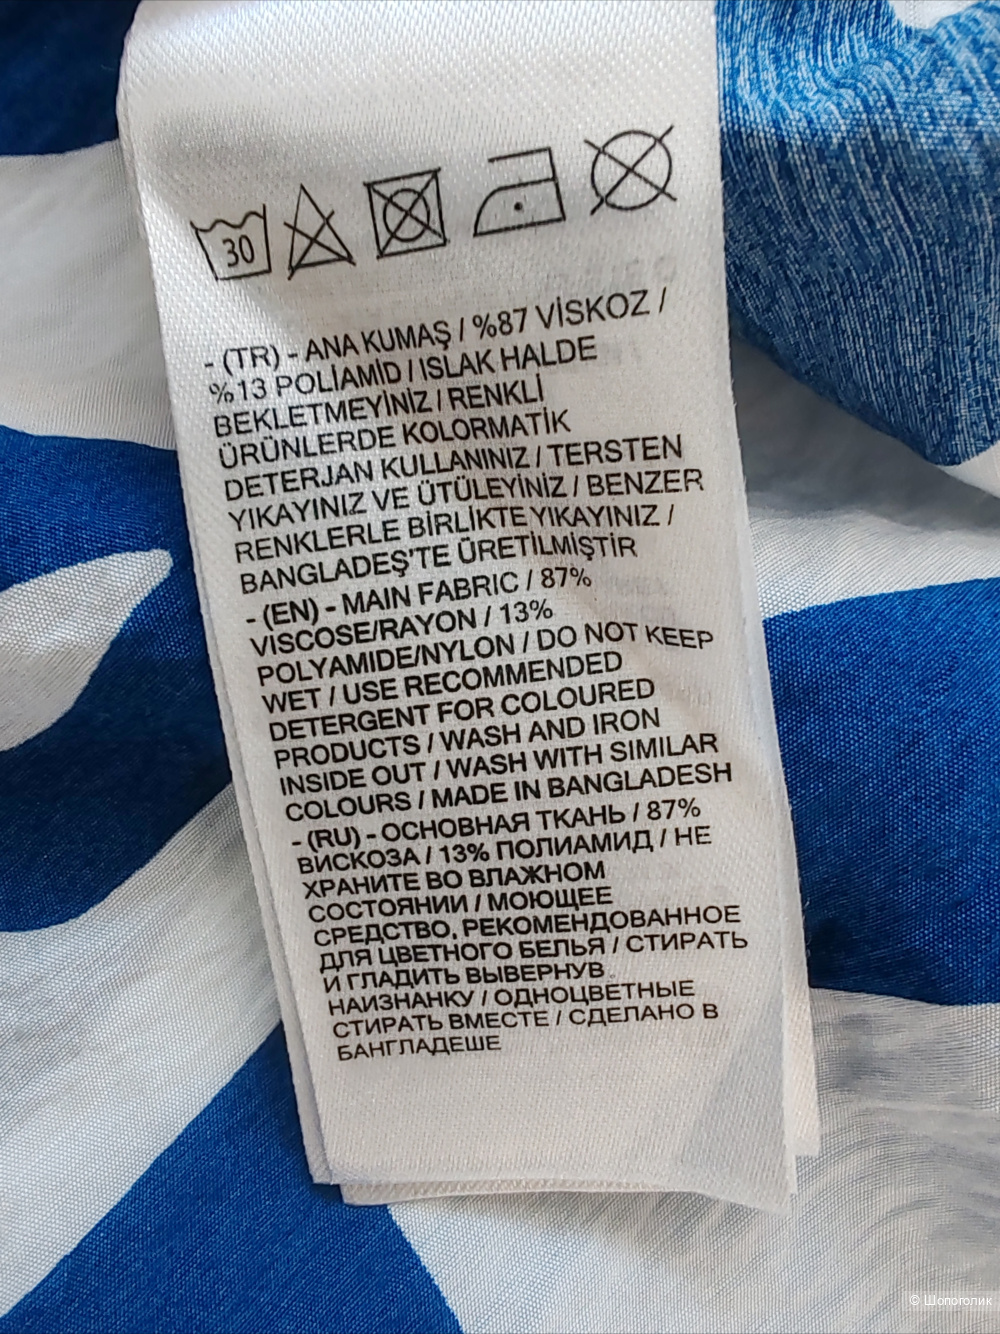 30
- (TR) - ANA KUMAŞ / %87 VİSKOZ /
%13 POLİAMİD / ISLAK HALDE
BEKLETMEYİNİZ / RENKLİ
ÜRÜNLERDE KOLORMATİK
DETERJAN KULLANINIZ / TERSTEN
YIKAYINIZ VE ÜTÜLEYİNİZ / BENZER
RENKLERLE BİRLİKTE YIKAYINIZ /
BANGLADEŞ'TE ÜRETİLMİŞTİR
- (EN) - MAIN FABRIC / 87%
VISCOSE/RAYON / 13%
POLYAMIDE/NYLON / DO NOT KEEP
WET / USE RECOMMENDED
DETERGENT FOR COLOURED
PRODUCTS / WASH AND IRON
INSIDE OUT / WASH WITH SIMILAR
COLOURS / MADE IN BANGLADESH
- (RU) - ОСНОВНАЯ ТКАНЬ / 87%
ВИСКОЗА / 13% ПОЛИАМИД / НЕ
ХРАНИТЕ ВО ВЛАЖНОМ
СОСТОЯНИИ / МОЮЩЕЕ
СРЕДСТВО, РЕКОМЕНДОВАННОЕ
ДЛЯ ЦВЕТНОГО БЕЛЬЯ / СТИРАТЬ
И ГЛАДИТЬ ВЫВЕРНУВ
НАИЗНАНКУ / ОДНОЦВЕТНЫЕ
СТИРАТЬ ВМЕСТЕ / СДЕЛАНО В
БАНГЛАДЕШЕ
© Шопоголик